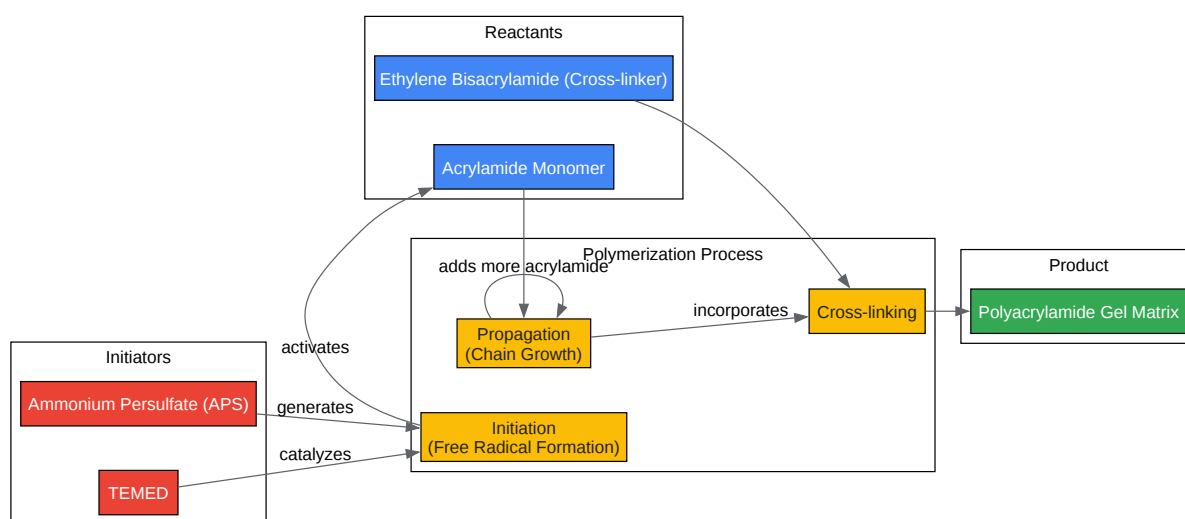 Reactants
Ethylene Bisacrylamide (Cross-linker)
Acrylamide Monomer
Polymerization Process
adds more acrylamide
Propagation
(Chain Growth)
incorporates
Cross-linking
Product
Polyacrylamide Gel Matrix
activates
Initiators
Ammonium Persulfate (APS)
generates
Initiation
(Free Radical Formation)
catalyzes
TEMED